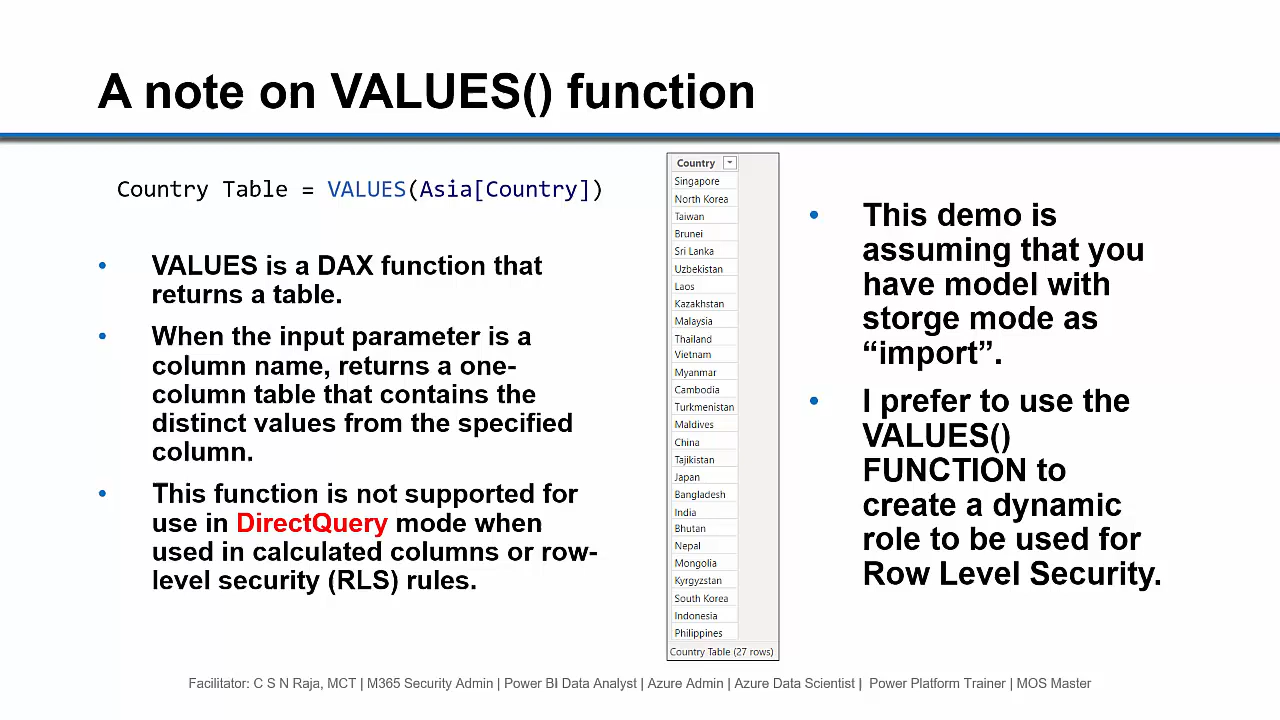 A note on VALUES() function
Country Table = VALUES(Asia[Country])
• VALUES is a DAX function that
returns a table.
• When the input parameter is a
column name, returns a one-
column table that contains the
distinct values from the specified
column.
• This function is not supported for
use in DirectQuery mode when
used in calculated columns or row-
level security (RLS) rules.
Country
Singapore
North Korea
Taiwan
Brunei
Sri Lanka
Uzbekistan
Laos
Kazakhstan
Malaysia
Thailand
Vietnam
Myanmar
Cambodia
Turkmenistan
Maldives
China
Tajikistan
Japan
Bangladesh
India
Bhutan
Nepal
Mongolia
Kyrgyzstan
South Korea
Indonesia
Philippines
Country Table (27 rows)
• This demo is
assuming that you
have model with
storge mode as
“import”.
• I prefer to use the
VALUES()
FUNCTION to
create a dynamic
role to be used for
Row Level Security.
Facilitator: C S N Raja, MCT | M365 Security Admin | Power BI Data Analyst | Azure Admin | Azure Data Scientist | Power Platform Trainer | MOS Master